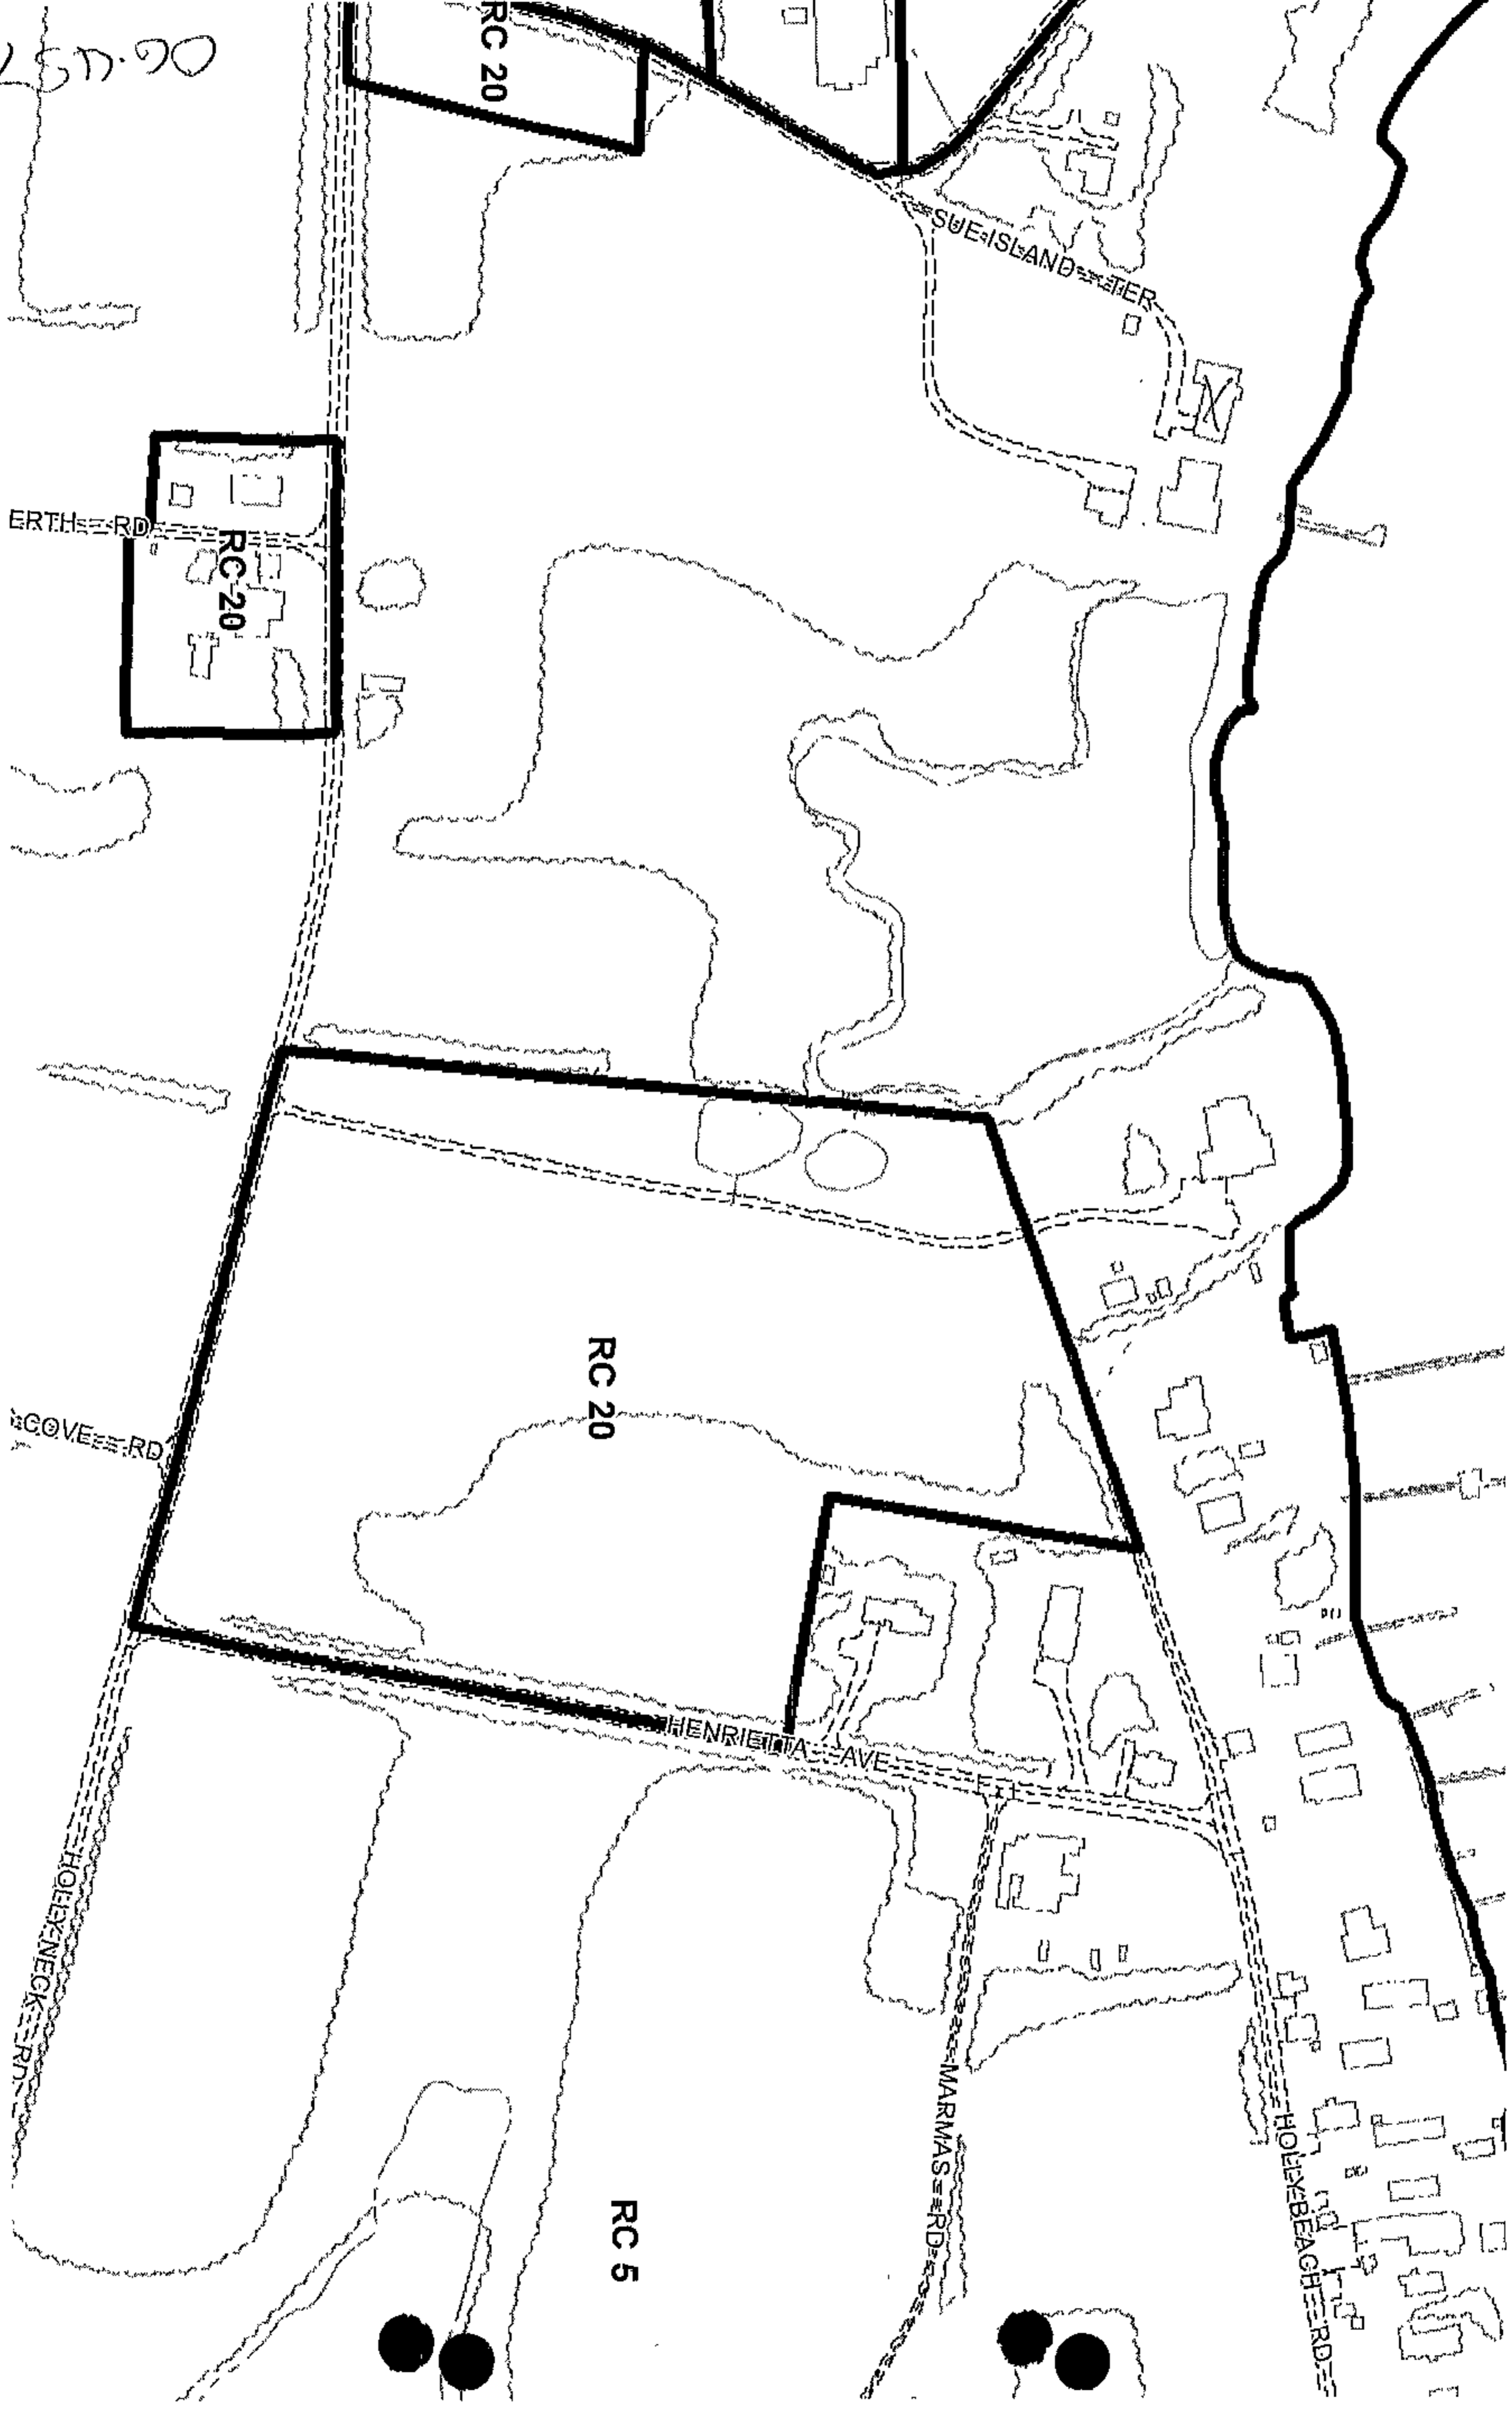 RC 20
SUE ISLAND TER
ERTH RD
RC 20
RC 20
COVE RD
HENRIETTA AVE
HOLLY NECK RD
MARMAS RD
HOLLY BEACH RD
RC 5